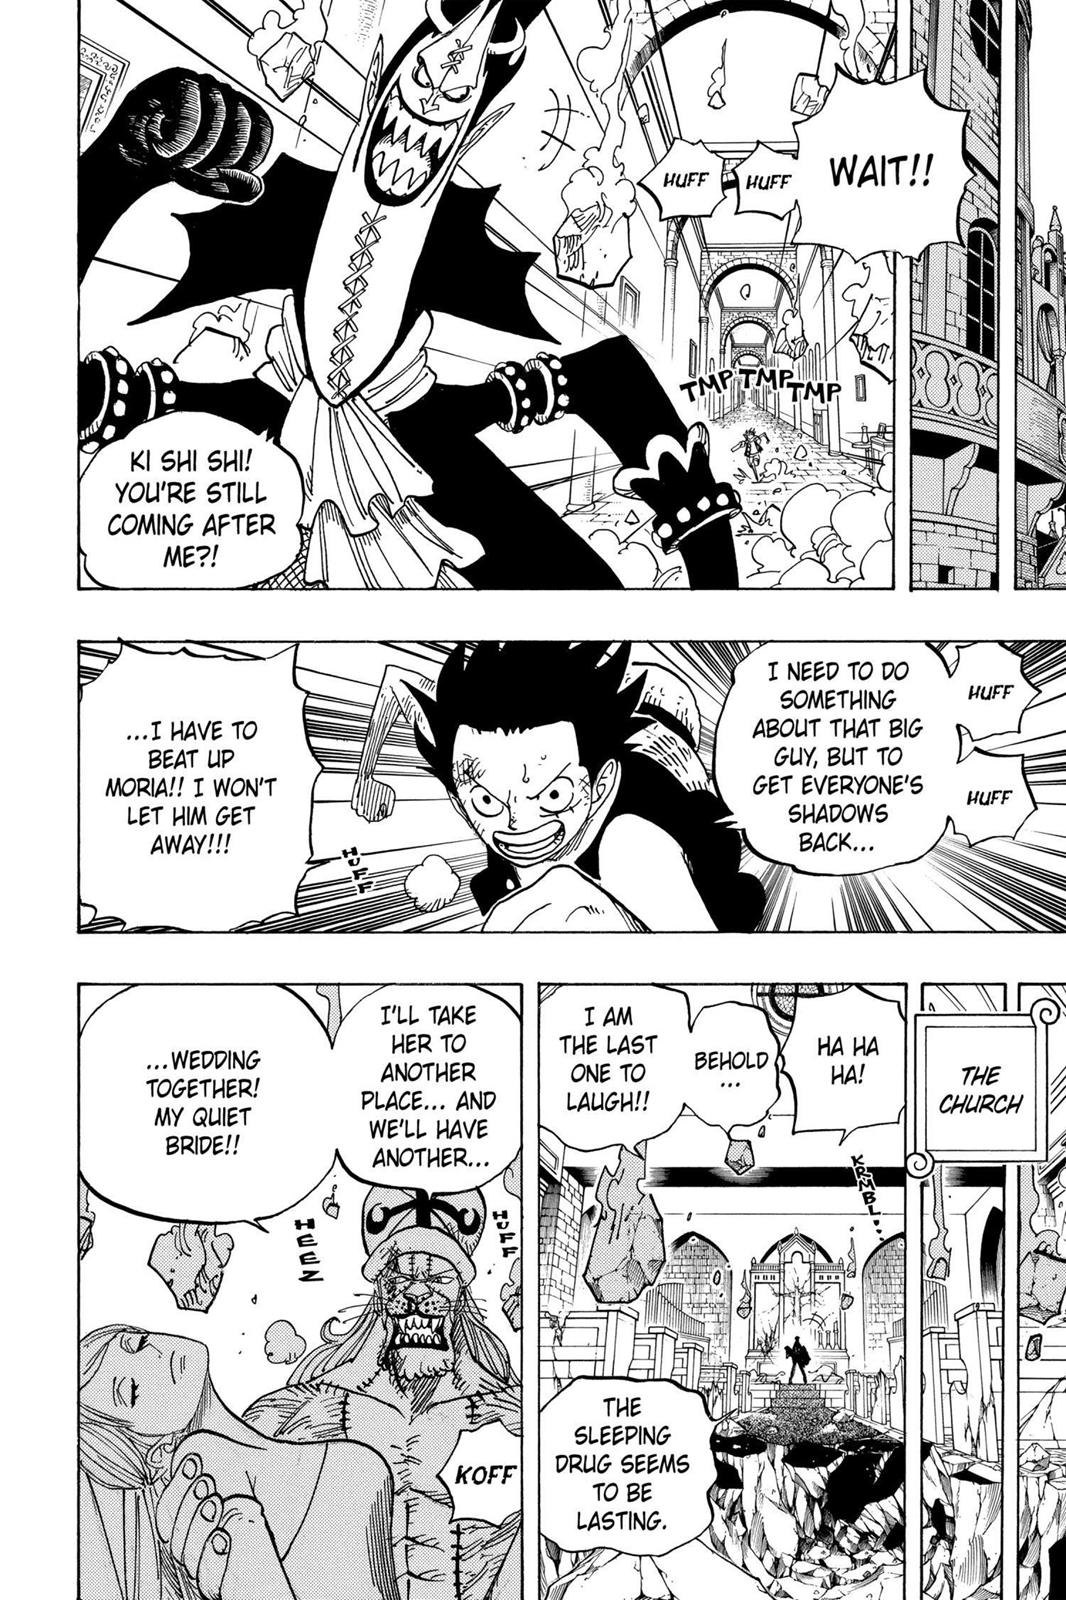 WAIT!!
HUFF
HUFF
TMP TMP TMP
KI SHI SHI!
YOU'RE STILL
COMING AFTER
ME?!
HUFF
HUFF
I NEED TO DO
SOMETHING
ABOUT THAT BIG
GUY, BUT TO
GET EVERYONE'S
SHADOWS
BACK...
HUFF
...I HAVE TO
BEAT UP
MORIA!! I WON'T
LET HIM GET
AWAY!!!
THE
CHURCH
HA HA
HA!
BEHOLD
...
I AM
THE LAST
ONE TO
LAUGH!!
KRMBL...
THE
SLEEPING
DRUG SEEMS
TO BE
LASTING.
I'LL TAKE
HER TO
ANOTHER
PLACE... AND
WE'LL HAVE
ANOTHER...
...WEDDING
TOGETHER!
MY QUIET
BRIDE!!
HUFF
HEEZ
KOFF